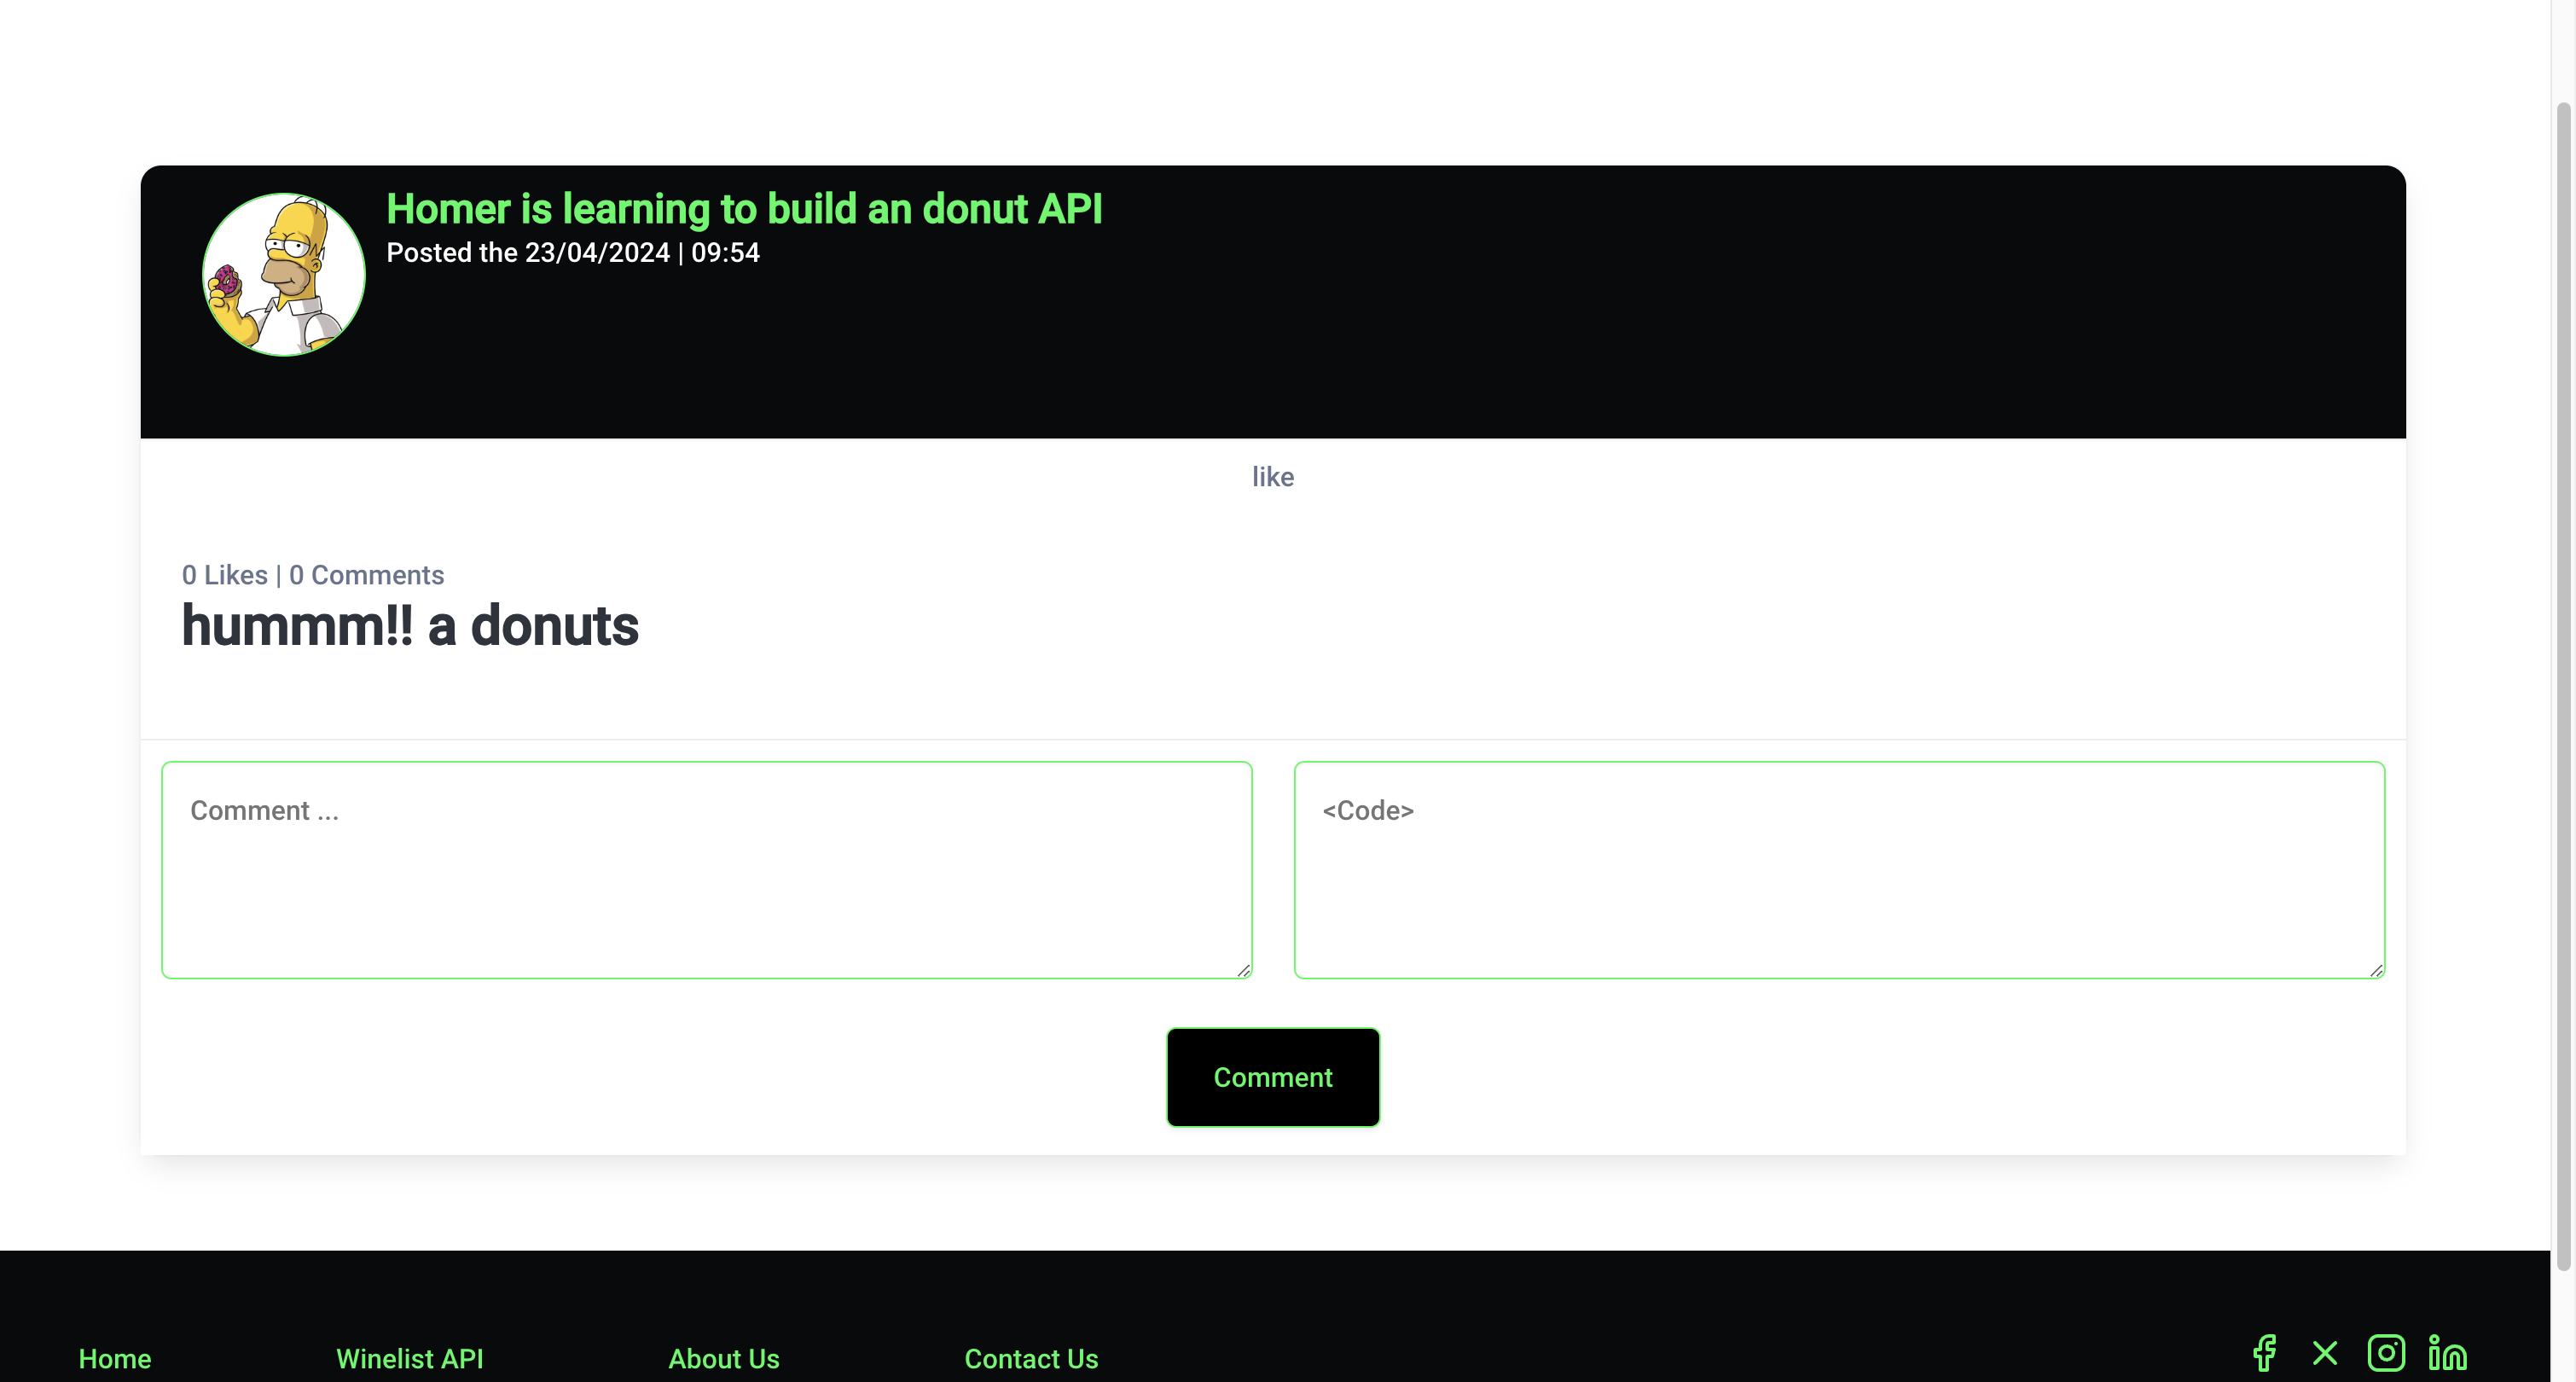 Homer is learning to build an donut API
Posted the 23/04/2024 | 09:54
like
0 Likes | 0 Comments
hummm!! a donuts
Comment ...
<Code>
Comment
Home
Winelist API
About Us
Contact Us